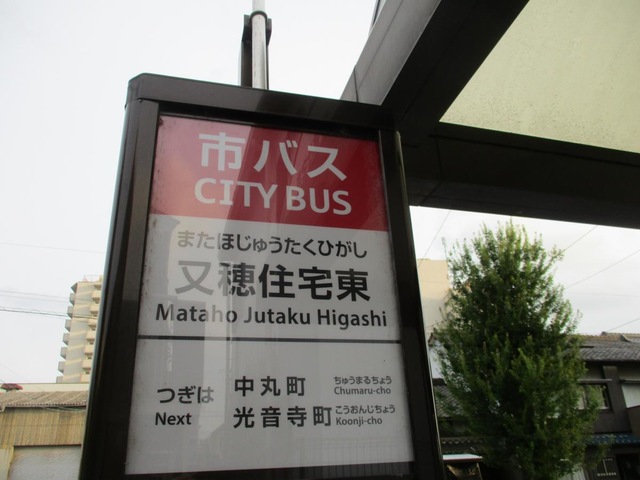 市バス
CITY BUS
またほじゅうたくひがし
又穂住宅東
Mataho Jutaku Higashi
つぎは
Next
中丸町 ちゅうまるちょう
Chumaru-cho
光音寺町 こうおんじちょう
Koonji-cho